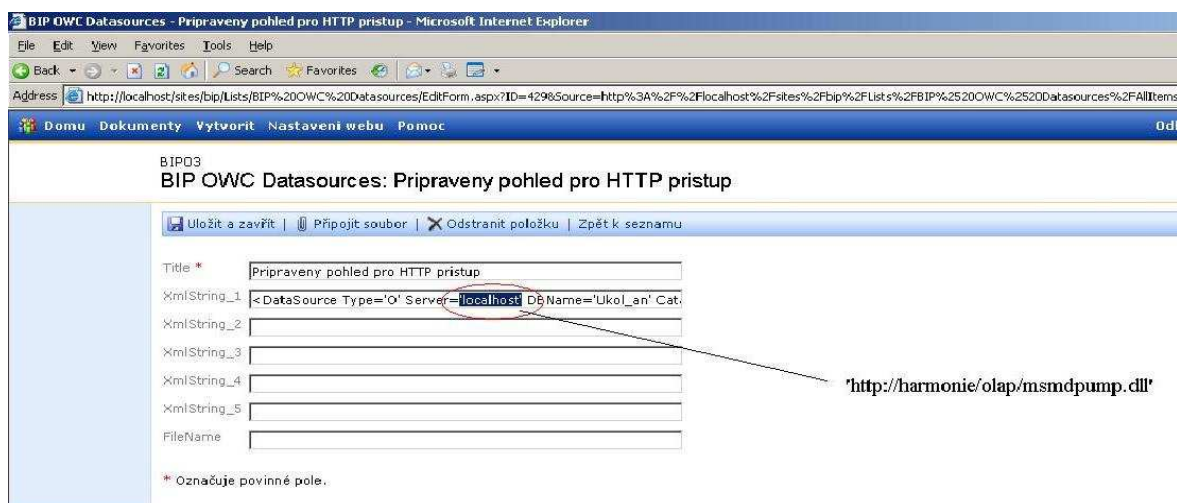 BIP OWC Datasources - Pripraveny pohled pro HTTP pristup - Microsoft Internet Explorer
File Edit View Favorites Tools Help
Back Search Favorites
Address http://localhost/sites/bip/Lists/BIP%20OWC%20Datasources/EditForm.aspx?ID=429&Source=http%3A%2F%2Flocalhost%2Fsites%2Fbip%2FLists%2FBIP%2520OWC%2520Datasources%2FAllItems
Domu Dokumenty Vytvorit Nastaveni webu Pomoc Odl
BIP03
BIP OWC Datasources: Pripraveny pohled pro HTTP pristup
Uložit a zavřít | Připojit soubor | Odstranit položku | Zpět k seznamu
Title * Pripraveny pohled pro HTTP pristup
XmlString_1 <DataSource Type='O' Server='localhost' DBName='Ukol_an' Cat
XmlString_2
XmlString_3
XmlString_4
'http://harmonie/olap/msmdpump.dll'
XmlString_5
FileName
* Označuje povinné pole.